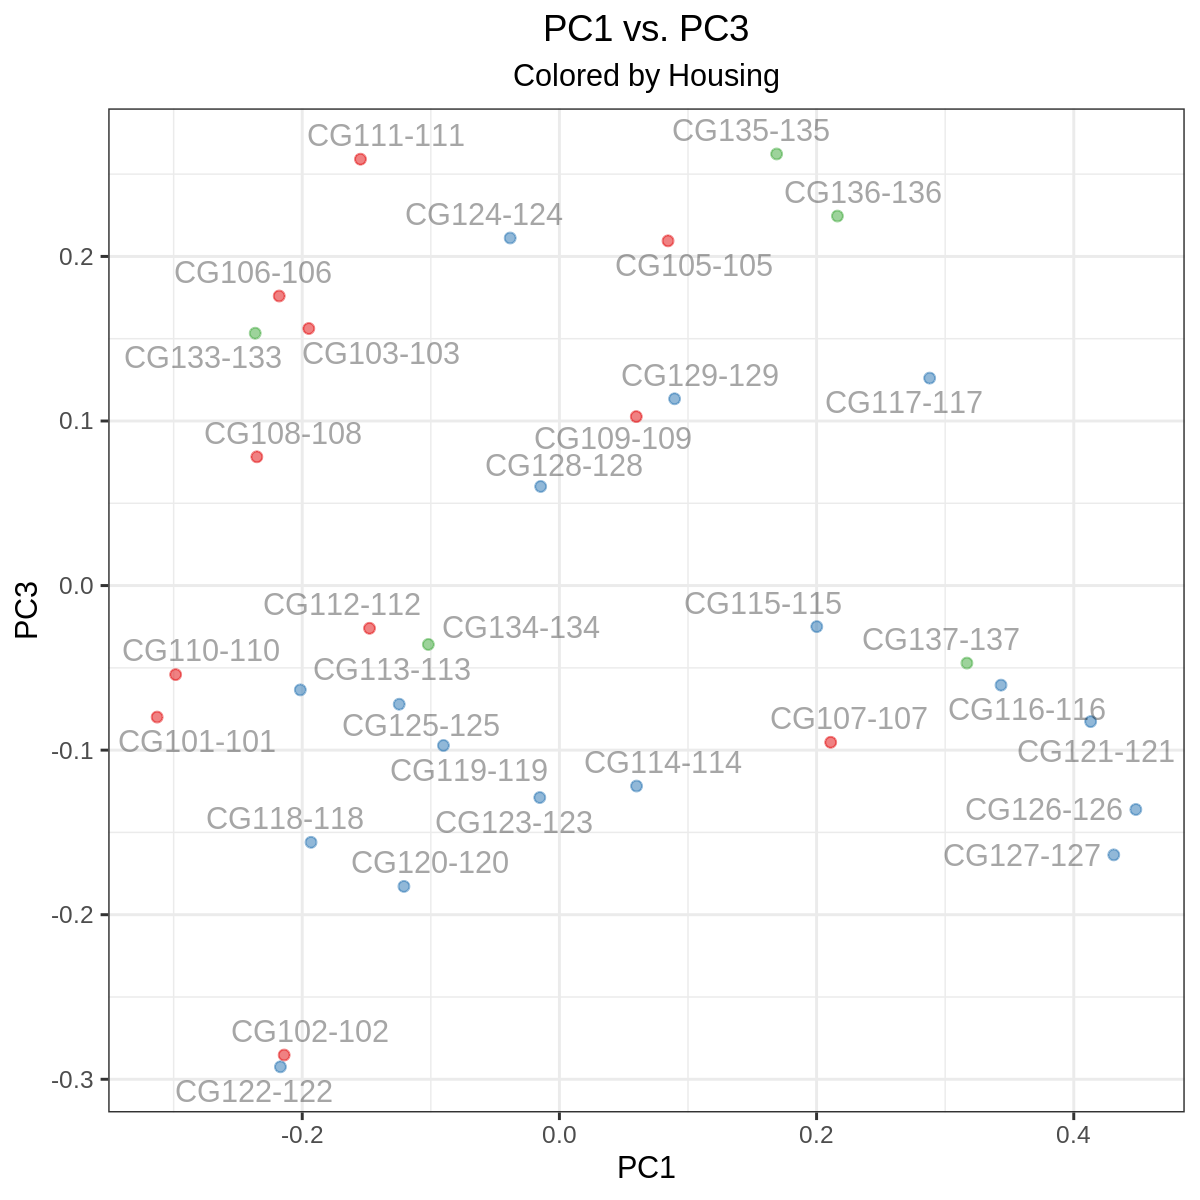 PC1 vs. PC3
Colored by Housing
CG135-135
CG111-111
CG136-136
CG124-124
0.2
CG105-105
CG106-106
CG103-103
CG133-133
CG129-129
CG117-117
0.1
CG108-108
CG109-109
CG128-128
0.0
PC3
CG112-112
CG115-115
CG134-134
CG137-137
CG110-110
CG113-113
CG116-116
CG107-107
CG125-125
CG101-101
-0.1
CG121-121
CG114-114
CG119-119
CG126-126
CG118-118
CG123-123
CG127-127
CG120-120
-0.2
CG102-102
-0.3
CG122-122
-0.2
0.0
0.2
0.4
PC1